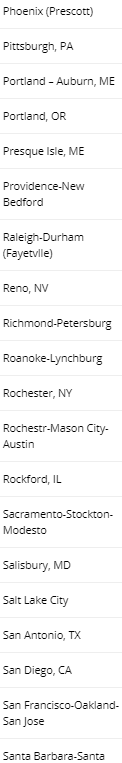 Phoenix (Prescott)
Pittsburgh, PA
Portland – Auburn, ME
Portland, OR
Presque Isle, ME
Providence-New
Bedford
Raleigh-Durham
(Fayetvlle)
Reno, NV
Richmond-Petersburg
Roanoke-Lynchburg
Rochester, NY
Rochestr-Mason City-
Austin
Rockford, IL
Sacramento-Stockton-
Modesto
Salisbury, MD
Salt Lake City
San Antonio, TX
San Diego, CA
San Francisco-Oakland-
San Jose
Santa Barbara-Santa